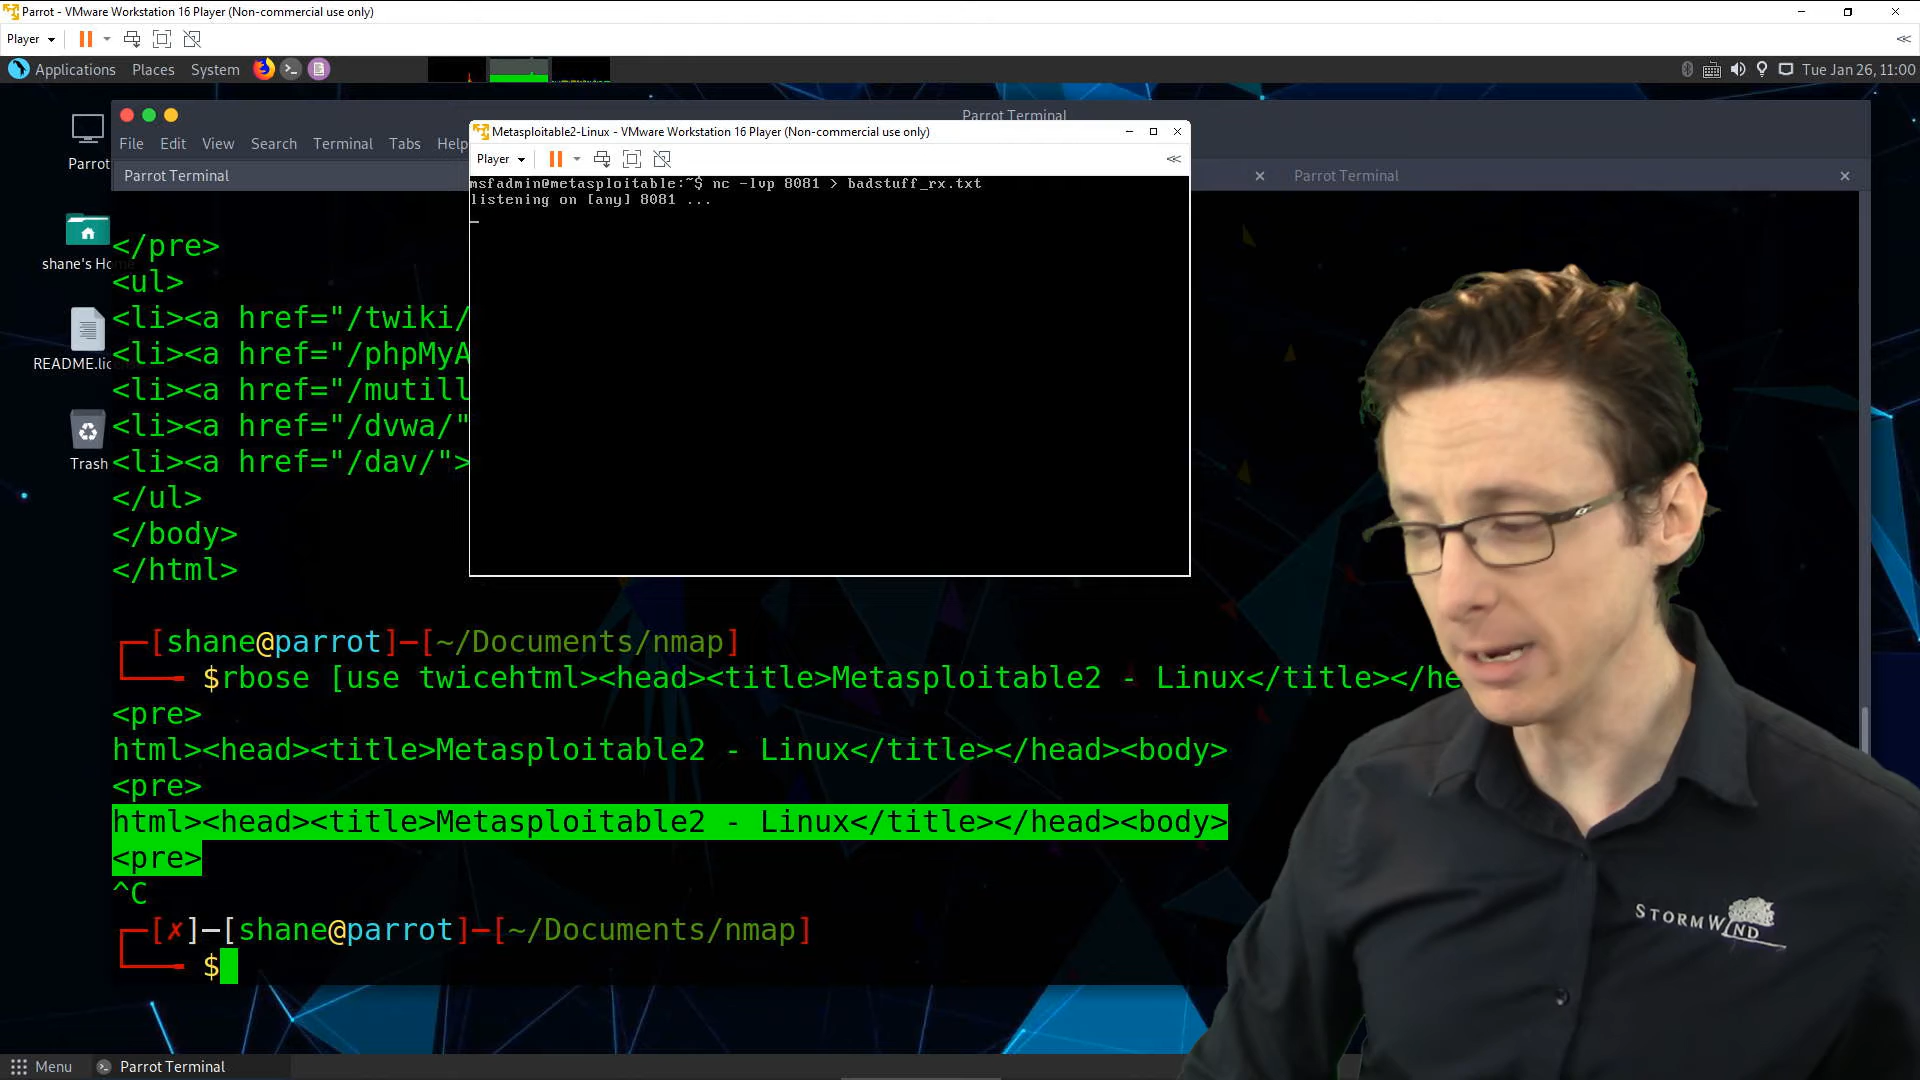 Parrot - VMware Workstation 16 Player (Non-commercial use only)
Player
Applications Places System
Tue Jan 26, 11:00
Parrot Terminal
Parrot
File Edit View Search Terminal Tabs Help
Parrot Terminal
Parrot Terminal
Metasploitable2-Linux - VMware Workstation 16 Player (Non-commercial use only)
Player
msfadmin@metasploitable:~$ nc -lvp 8081 > badstuff_rx.txt
listening on [any] 8081 ...
shane's Ho
README.lic
Trash
</pre>
<ul>
<li><a href="/twiki/
<li><a href="/phpMyA
<li><a href="/mutill
<li><a href="/dvwa/"
<li><a href="/dav/">
</ul>
</body>
</html>
┌─[shane@parrot]─[~/Documents/nmap]
└──╼ $rbose [use twicehtml><head><title>Metasploitable2 - Linux</title></he
<pre>
html><head><title>Metasploitable2 - Linux</title></head><body>
<pre>
html><head><title>Metasploitable2 - Linux</title></head><body>
<pre>
^C
┌─[✗]─[shane@parrot]─[~/Documents/nmap]
└──╼ $
STORMWIND
Menu Parrot Terminal